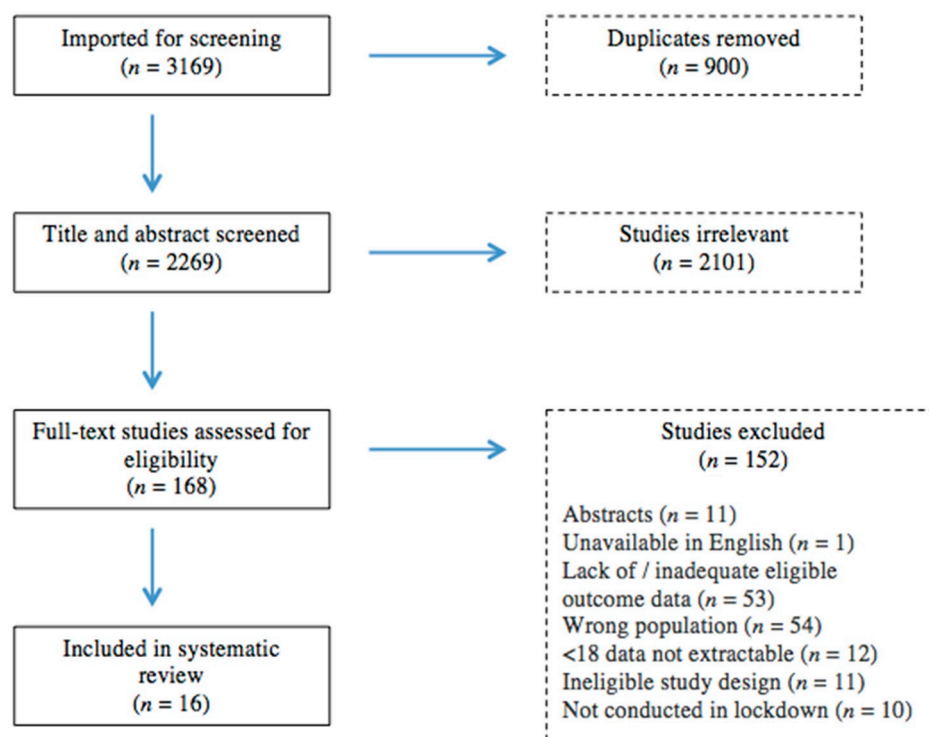 Imported for screening
(n = 3169)
Duplicates removed
(n = 900)
Title and abstract screened
(n = 2269)
Studies irrelevant
(n = 2101)
Full-text studies assessed for
eligibility
(n = 168)
Studies excluded
(n = 152)
Abstracts (n = 11)
Unavailable in English (n = 1)
Lack of / inadequate eligible
outcome data (n = 53)
Wrong population (n = 54)
<18 data not extractable (n = 12)
Ineligible study design (n = 11)
Not conducted in lockdown (n = 10)
Included in systematic
review
(n = 16)